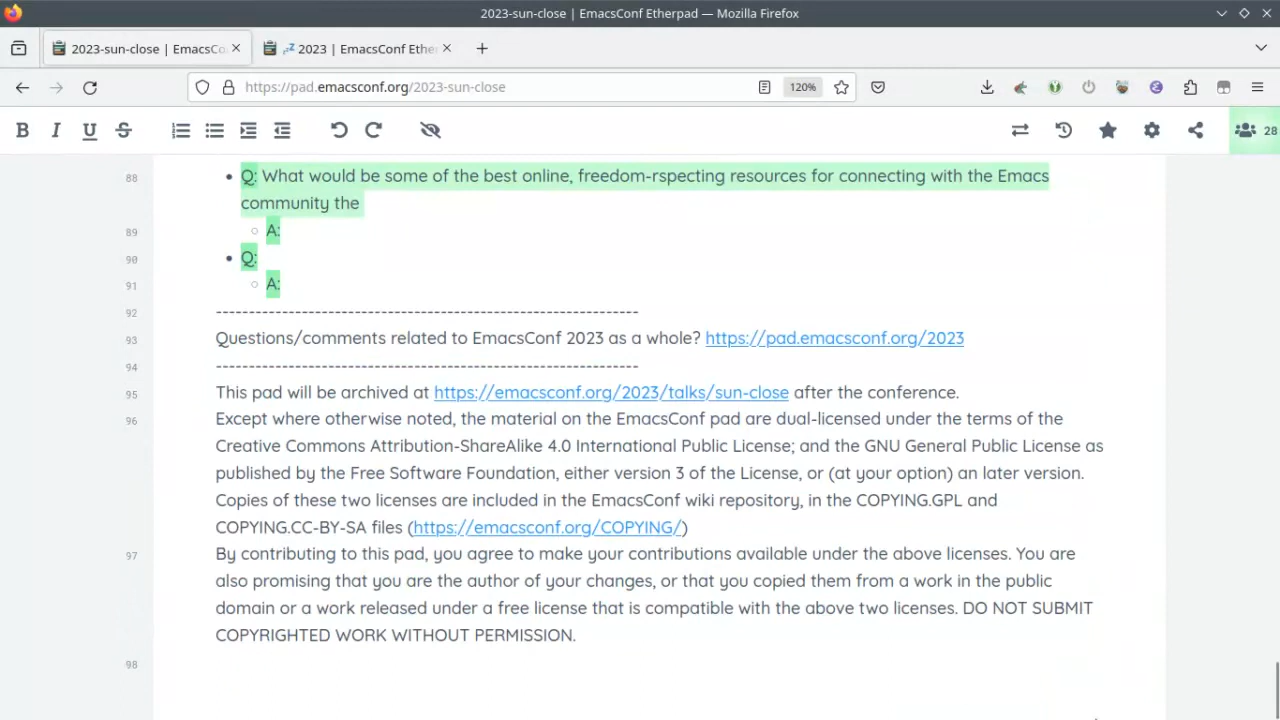 2023-sun-close | EmacsConf Etherpad — Mozilla Firefox
2023-sun-close | EmacsCo
2023 | EmacsConf Ether
https://pad.emacsconf.org/2023-sun-close
120%
B I U S
28
88
Q: What would be some of the best online, freedom-rspecting resources for connecting with the Emacs
community the
89
A:
90
Q:
91
A:
92
----------------------------------------------------------------
93
Questions/comments related to EmacsConf 2023 as a whole? https://pad.emacsconf.org/2023
94
----------------------------------------------------------------
95
This pad will be archived at https://emacsconf.org/2023/talks/sun-close after the conference.
96
Except where otherwise noted, the material on the EmacsConf pad are dual-licensed under the terms of the
Creative Commons Attribution-ShareAlike 4.0 International Public License; and the GNU General Public License as
published by the Free Software Foundation, either version 3 of the License, or (at your option) an later version.
Copies of these two licenses are included in the EmacsConf wiki repository, in the COPYING.GPL and
COPYING.CC-BY-SA files (https://emacsconf.org/COPYING/)
97
By contributing to this pad, you agree to make your contributions available under the above licenses. You are
also promising that you are the author of your changes, or that you copied them from a work in the public
domain or a work released under a free license that is compatible with the above two licenses. DO NOT SUBMIT
COPYRIGHTED WORK WITHOUT PERMISSION.
98